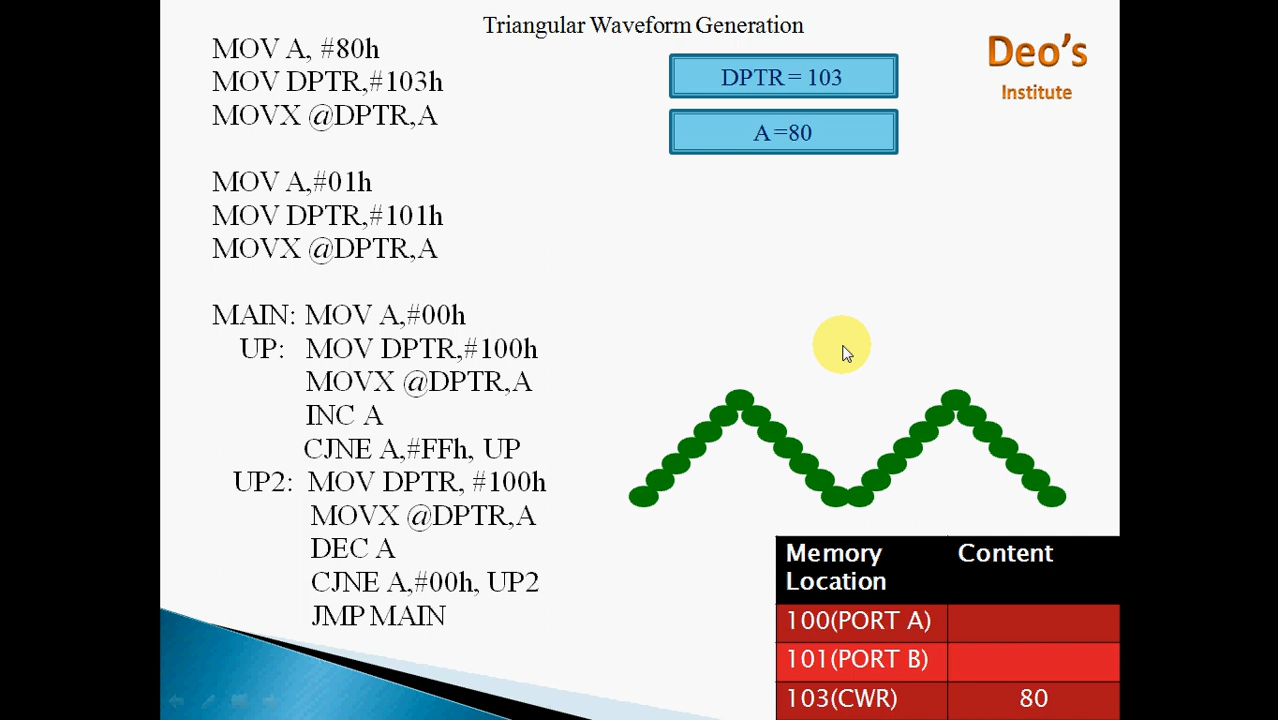 Triangular Waveform Generation
MOV A, #80h
MOV DPTR,#103h
MOVX @DPTR,A
MOV A,#01h
MOV DPTR,#101h
MOVX @DPTR,A
MAIN: MOV A,#00h
UP: MOV DPTR,#100h
MOVX @DPTR,A
INC A
CJNE A,#FFh, UP
UP2: MOV DPTR, #100h
MOVX @DPTR,A
DEC A
CJNE A,#00h, UP2
JMP MAIN
DPTR = 103
A =80
Deo's
Institute
Memory Location Content
100(PORT A)
101(PORT B)
103(CWR) 80